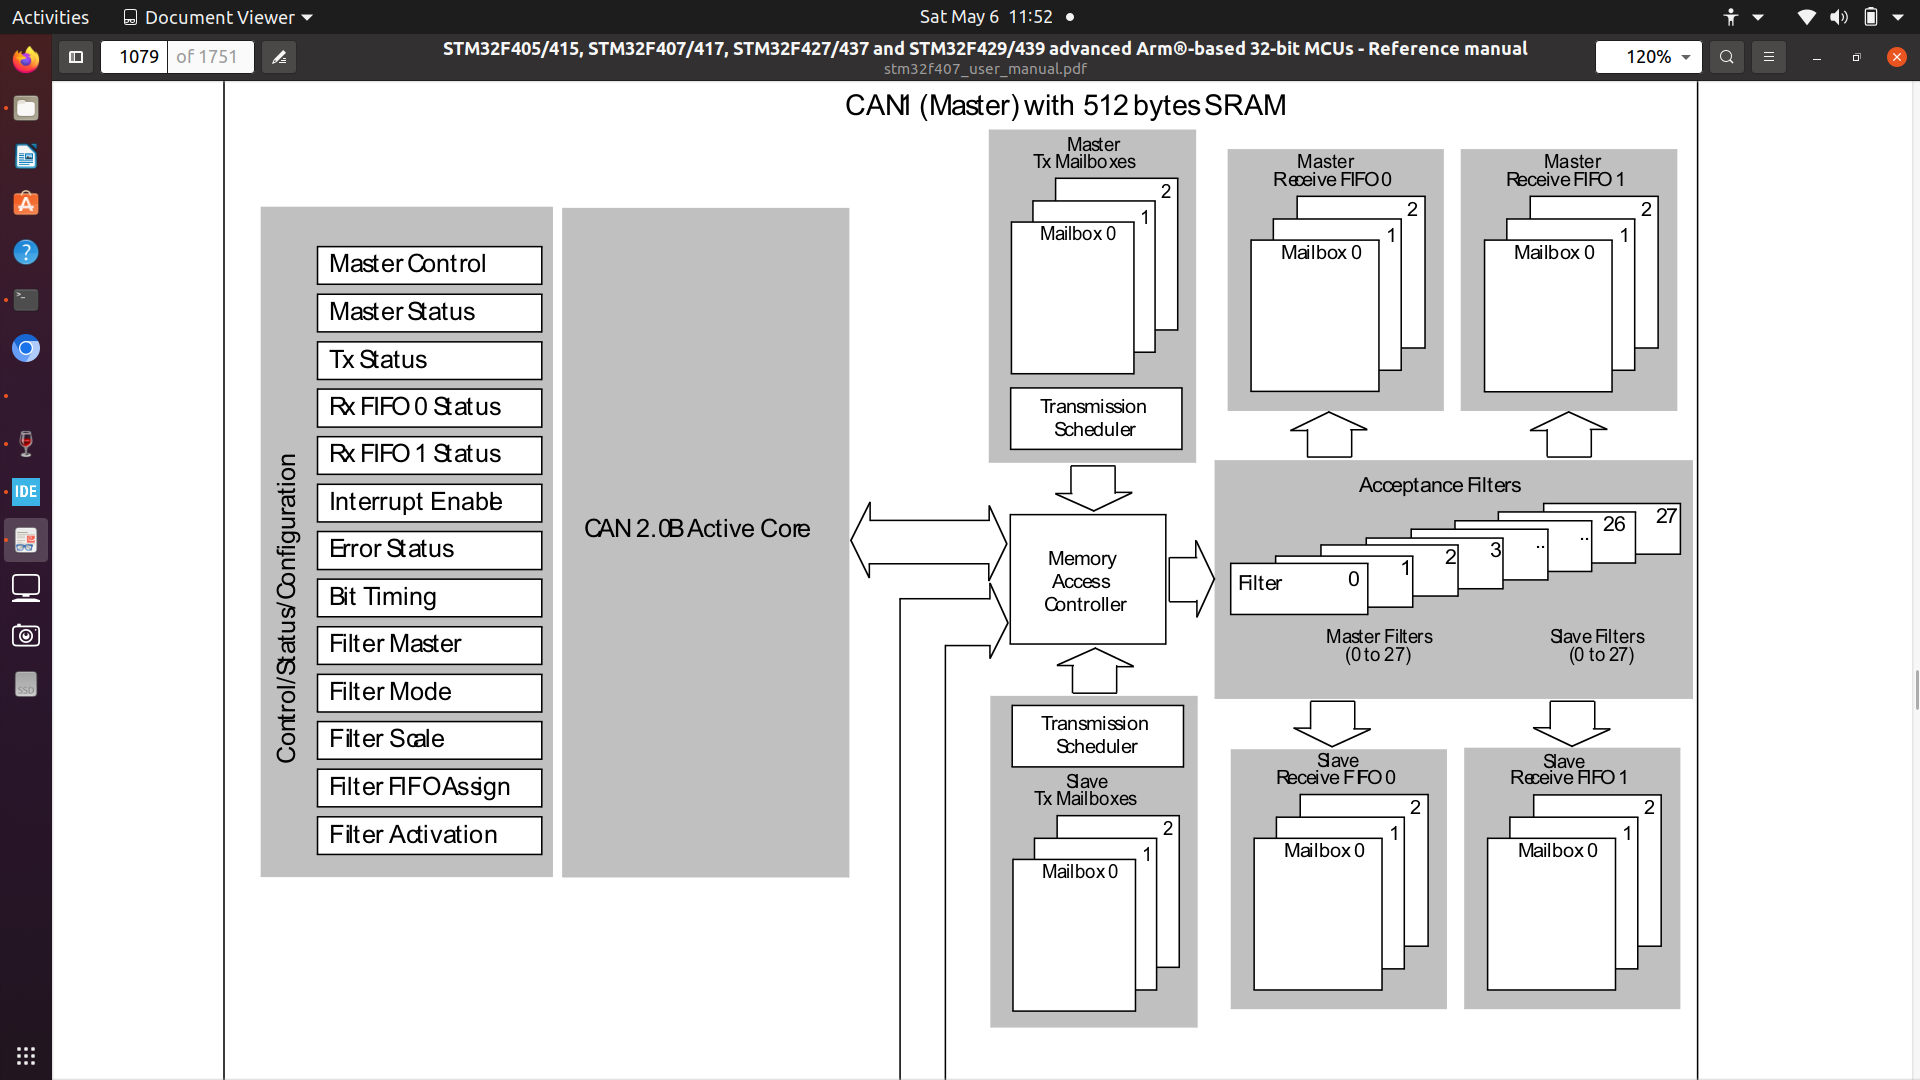 Activities
Document Viewer
Sat May 6 11:52
1079 of 1751
STM32F405/415, STM32F407/417, STM32F427/437 and STM32F429/439 advanced Arm®-based 32-bit MCUs - Reference manual
stm32f407_user_manual.pdf
120%
IDE
SSD
CAN1 (Master) with 512 bytes SRAM
Control/Status/Configuration
Master Control
Master Status
Tx Status
Rx FIFO 0 Status
Rx FIFO 1 Status
Interrupt Enable
Error Status
Bit Timing
Filter Master
Filter Mode
Filter Scale
Filter FIFO Assign
Filter Activation
CAN 2.0B Active Core
Master
Tx Mailboxes
2
1
Mailbox 0
Transmission
Scheduler
Master
Receive FIFO 0
2
1
Mailbox 0
Master
Receive FIFO 1
2
1
Mailbox 0
Memory
Access
Controller
Acceptance Filters
Filter 0 1 2 3 .. .. 26 27
Master Filters
(0 to 27)
Slave Filters
(0 to 27)
Transmission
Scheduler
Slave
Tx Mailboxes
2
1
Mailbox 0
Slave
Receive FIFO 0
2
1
Mailbox 0
Slave
Receive FIFO 1
2
1
Mailbox 0